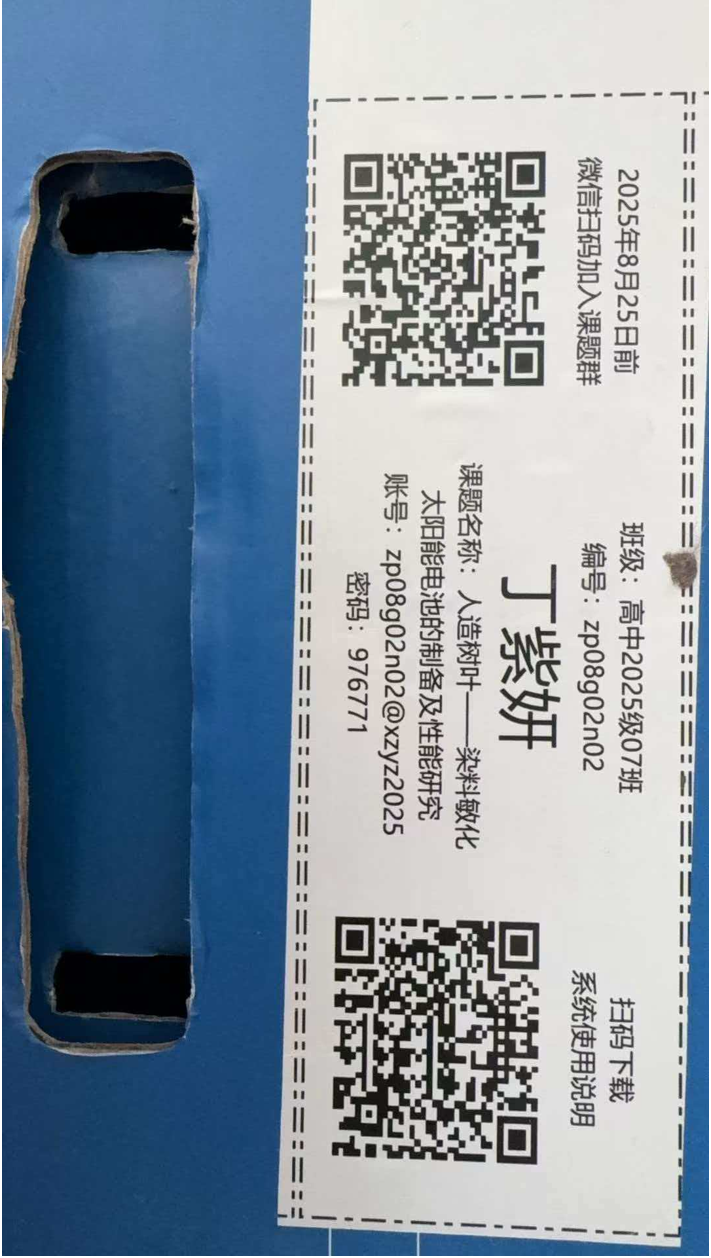 2025年8月25日前
微信扫码加入课题群
班级：高中2025级07班
编号：zp08g02n02
丁紫妍
课题名称：人造树叶——染料敏化
太阳能电池的制备及性能研究
账号：zp08g02n02@xzyz2025
密码：976771
扫码下载
系统使用说明